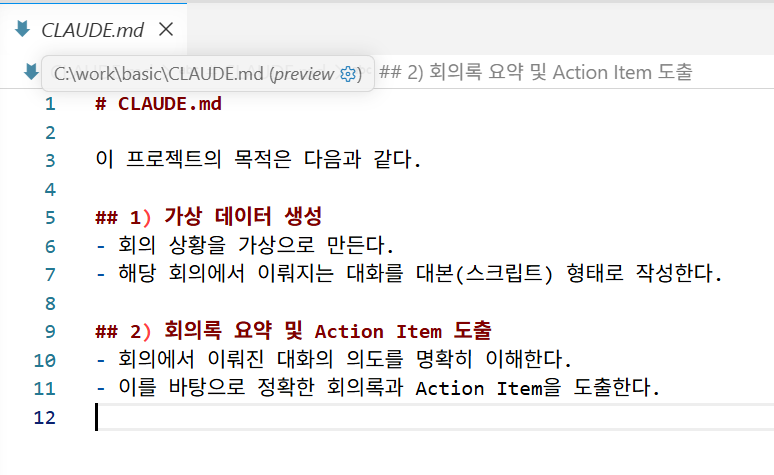 CLAUDE.md
C:\work\basic\CLAUDE.md (preview) ## 2) 회의록 요약 및 Action Item 도출
1 # CLAUDE.md
2
3 이 프로젝트의 목적은 다음과 같다.
4
5 ## 1) 가상 데이터 생성
6 - 회의 상황을 가상으로 만든다.
7 - 해당 회의에서 이뤄지는 대화를 대본(스크립트) 형태로 작성한다.
8
9 ## 2) 회의록 요약 및 Action Item 도출
10 - 회의에서 이뤄진 대화의 의도를 명확히 이해한다.
11 - 이를 바탕으로 정확한 회의록과 Action Item을 도출한다.
12